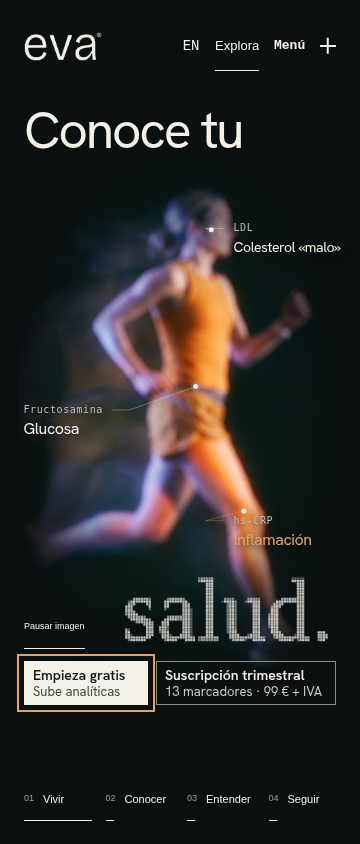 eva®
EN Explora Menú
Conoce tu
LDL
Colesterol «malo»
Fructosamina
Glucosa
hs-CRP
Inflamación
salud.
Pausar imagen
Empieza gratis
Sube analíticas
Suscripción trimestral
13 marcadores · 99 € + IVA
01 Vivir
02 Conocer
03 Entender
04 Seguir